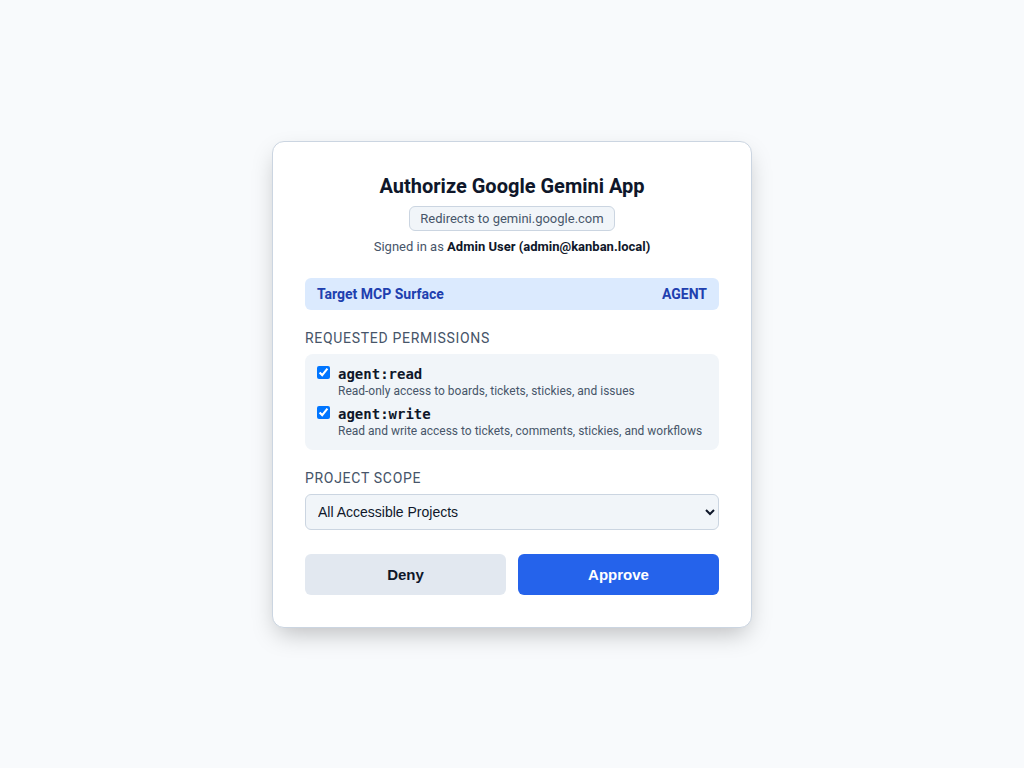 Authorize Google Gemini App
Redirects to gemini.google.com
Signed in as Admin User (admin@kanban.local)
Target MCP Surface AGENT
REQUESTED PERMISSIONS
agent:read
Read-only access to boards, tickets, stickies, and issues
agent:write
Read and write access to tickets, comments, stickies, and workflows
PROJECT SCOPE
All Accessible Projects
Deny Approve